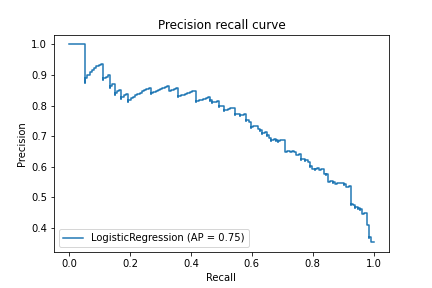 Precision recall curve
1.0
0.9
0.8
0.7
0.6
0.5
0.4
Precision
LogisticRegression (AP = 0.75)
0.0 0.2 0.4 0.6 0.8 1.0
Recall